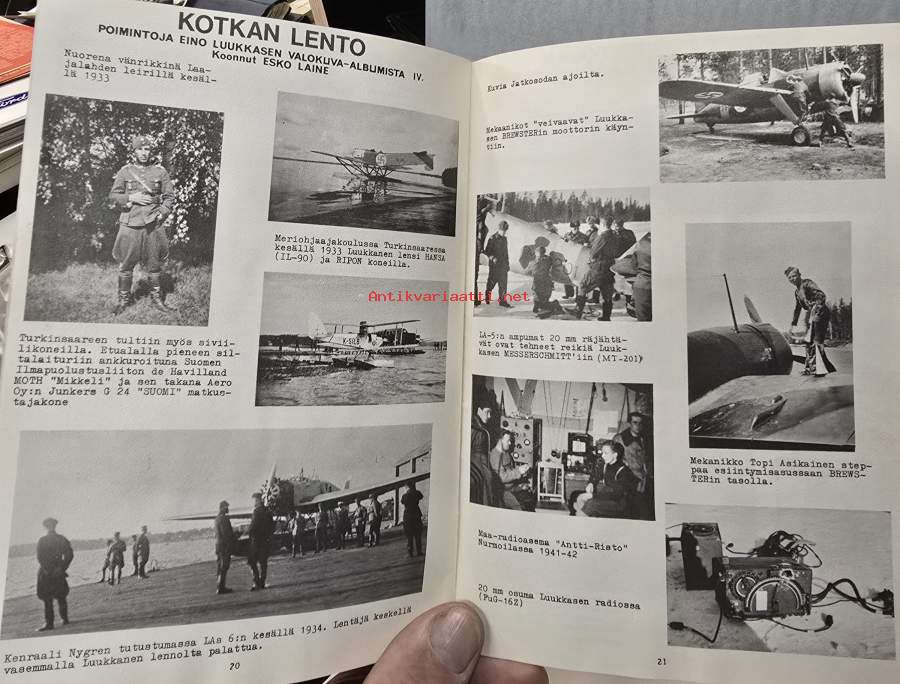 KOTKAN LENTO
POIMINTOJA EINO LUUKKASEN VALOKUVA-ALBUMISTA IV.
Koonnut ESKO LAINE
Nuorena vänrikkinä Laa-
jalahden leirillä kesäl-
lä 1933
Meriohjaajakoulussa Turkinsaaressa
kesällä 1933 Luukkanen lensi HANSA
(IL-90) ja RIPON koneilla.
K-SILB
Turkinsaareen tultiin myös sivii-
likoneilla. Etualalla pieneen sil-
talaituriin ankkuroituna Suomen
Ilmapuolustusliiton de Havilland
MOTH "Mikkeli" ja sen takana Aero
Oy:n Junkers G 24 "SUOMI" matkus-
tajakone
Kenraali Nygren tutustumassa LAs 6:n kesällä 1934. Lentäjä keskellä
vasemmalla Luukkanen lennolta palattua.
20
Kuvia Jatkosodan ajoilta.
Mekaanikot "veivaavat" Luukka-
sen BREWSTERin moottorin käyn-
tiin.
Antikvariaatti.net
LA-5:n ampumat 20 mm räjähtä-
vät ovat tehneet reikiä Luuk-
kasen MESSERSCHMITT'iin (MT-201)
Mekanikko Topi Asikainen step-
paa esiintymisasussaan BREWS-
TERin tasolla.
Maa-radioasema "Antti-Risto"
Nurmoilassa 1941-42
20 mm osuma Luukkasen radiossa
(FuG-16Z)
21